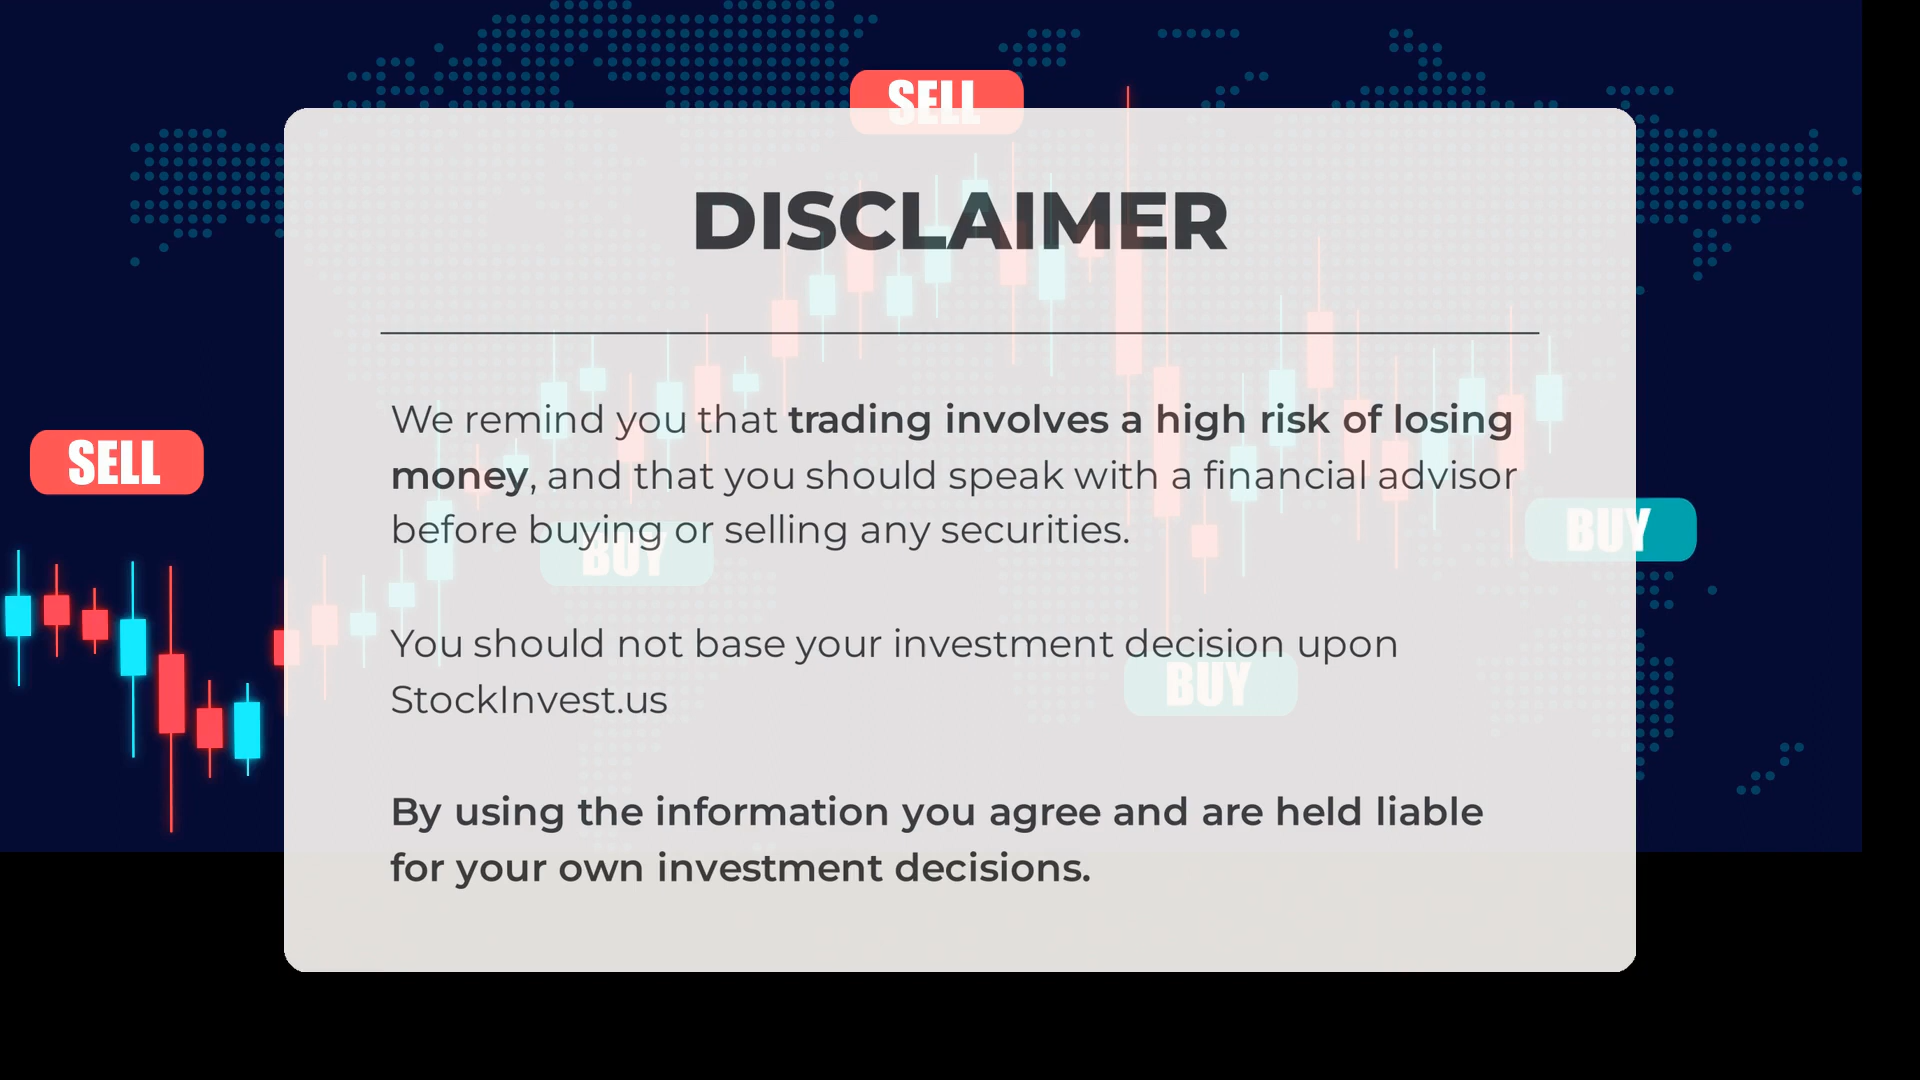 SELL
DISCLAIMER
We remind you that trading involves a high risk of losing
money, and that you should speak with a financial advisor
before buying or selling any securities.
SELL
BUY
BUY
You should not base your investment decision upon
StockInvest.us
BUY
By using the information you agree and are held liable
for your own investment decisions.